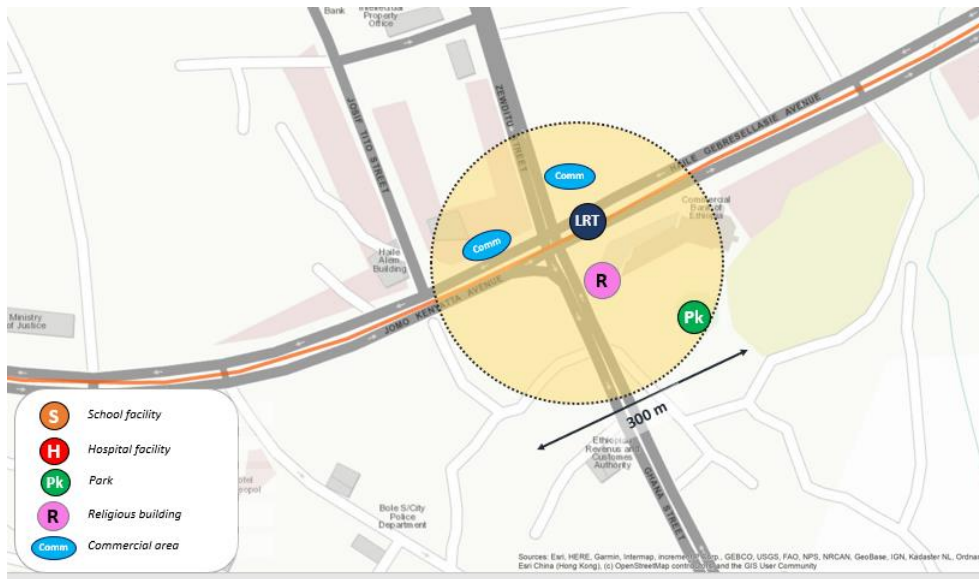 Bank
Intellectual
Property
Office
JOSIF TITO STREET
ZEWDITU STREET
HAILE GEBRESELLASIE AVENUE
Comm
LRT
Commercial
Bank of
Ethiopia
Comm
Haile
Alem
Building
R
JOMO KENYATTA AVENUE
Ministry
of Justice
Pk
300 m
Ethiopian
Revenue and
Customs
Authority
GHANA STREET
S School facility
H Hospital facility
Pk Park
R Religious building
Comm Commercial area
Bole S/City
Police
Department
Sources: Esri, HERE, Garmin, Intermap, increment P Corp., GEBCO, USGS, FAO, NPS, NRCAN, GeoBase, IGN, Kadaster NL, Ordnan
Esri China (Hong Kong), (c) OpenStreetMap and the GIS User Community